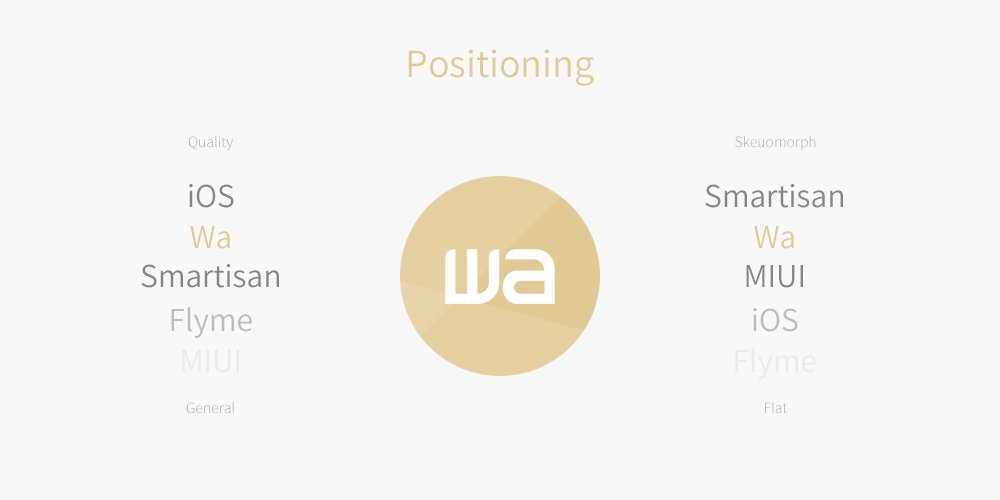 Positioning
Quality
iOS
Wa
Smartisan
Flyme
MIUI
General
wa
Skeuomorph
Smartisan
Wa
MIUI
iOS
Flyme
Flat